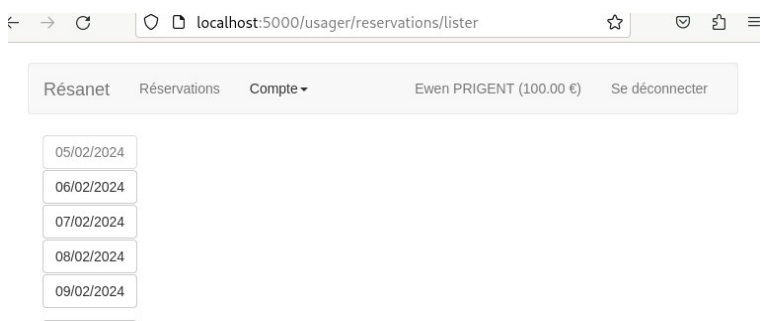 localhost:5000/usager/reservations/lister
Résanet Réservations Compte Ewen PRIGENT (100.00 €) Se déconnecter
05/02/2024
06/02/2024
07/02/2024
08/02/2024
09/02/2024